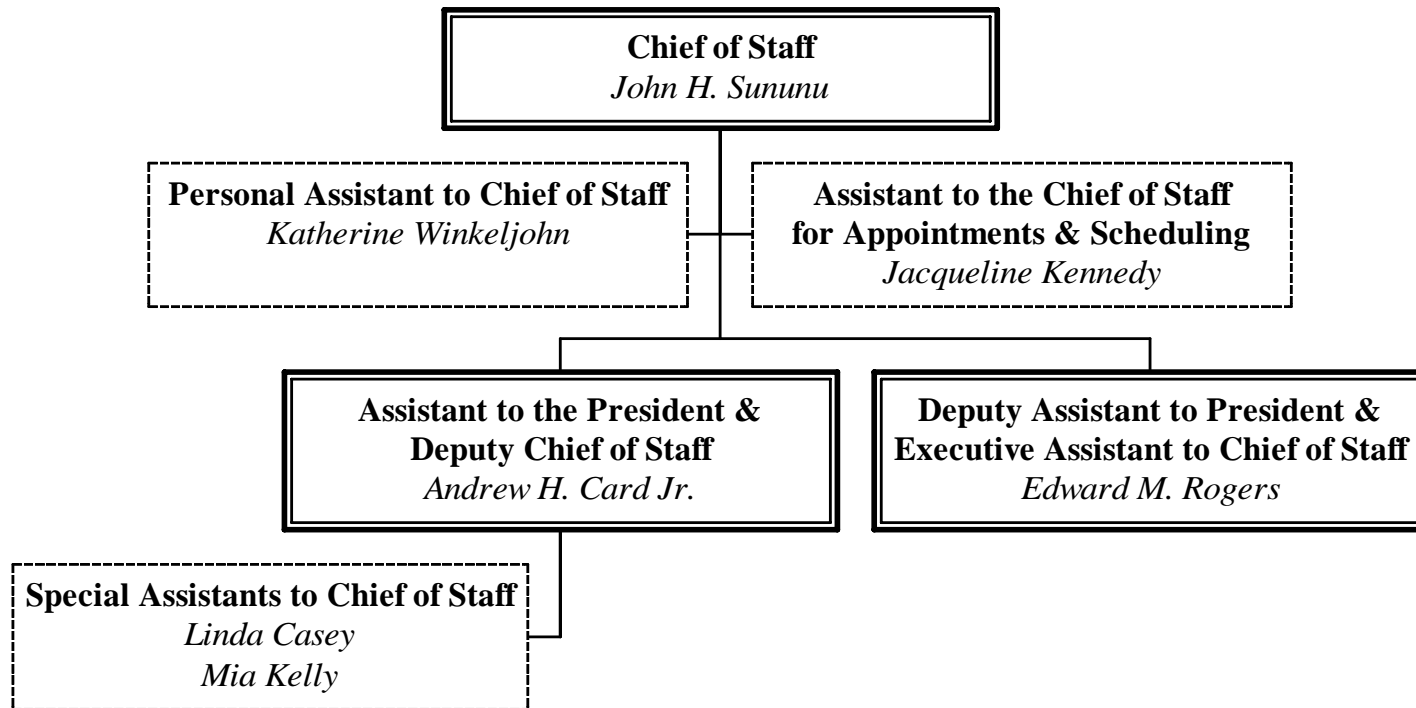 Chief of Staff
John H. Sununu
Personal Assistant to Chief of Staff
Katherine Winkeljohn
Assistant to the Chief of Staff
for Appointments & Scheduling
Jacqueline Kennedy
Assistant to the President &
Deputy Chief of Staff
Andrew H. Card Jr.
Deputy Assistant to President &
Executive Assistant to Chief of Staff
Edward M. Rogers
Special Assistants to Chief of Staff
Linda Casey
Mia Kelly